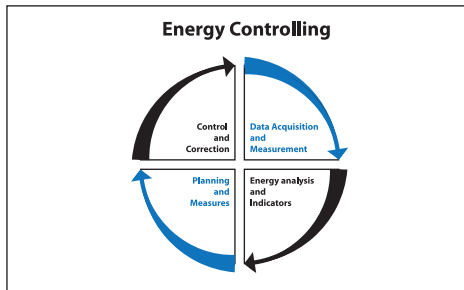 Energy Controlling
Control
and
Correction
Data Acquisition
and
Measurement
Planning
and
Measures
Energy analysis
and
Indicators